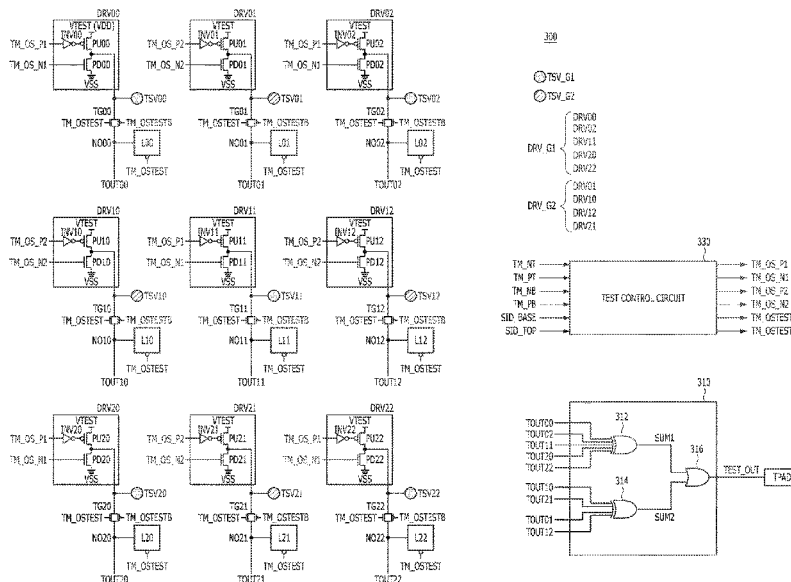 DRV00
VTEST (VDD)
INV00
TM_OS_P1
PU00
TM_OS_N1
PD00
VSS
TSV00
TG00
TM_OSTEST
TM_OSTESTB
NO00
L00
TM_OSTEST
TOUT00
DRV01
VTEST
INV01
TM_OS_P2
PU01
TM_OS_N2
PD01
VSS
TSV01
TG01
TM_OSTEST
TM_OSTESTB
NO01
L01
TM_OSTEST
TOUT01
DRV02
VTEST
INV02
TM_OS_P1
PU02
TM_OS_N1
PD02
VSS
TSV02
TG02
TM_OSTEST
TM_OSTESTB
NO02
L02
TM_OSTEST
TOUT02
DRV10
VTEST
INV10
TM_OS_P2
PU10
TM_OS_N2
PD10
VSS
TSV10
TG10
TM_OSTEST
TM_OSTESTB
NO10
L10
TM_OSTEST
TOUT10
DRV11
VTEST
INV11
TM_OS_P1
PU11
TM_OS_N1
PD11
VSS
TSV11
TG11
TM_OSTEST
TM_OSTESTB
NO11
L11
TM_OSTEST
TOUT11
DRV12
VTEST
INV12
TM_OS_P2
PU12
TM_OS_N2
PD12
VSS
TSV12
TG12
TM_OSTEST
TM_OSTESTB
NO12
L12
TM_OSTEST
TOUT12
DRV20
VTEST
INV20
TM_OS_P1
PU20
TM_OS_N1
PD20
VSS
TSV20
TG20
TM_OSTEST
TM_OSTESTB
NO20
L20
TM_OSTEST
TOUT20
DRV21
VTEST
INV21
TM_OS_P2
PU21
TM_OS_N2
PD21
VSS
TSV21
TG21
TM_OSTEST
TM_OSTESTB
NO21
L21
TM_OSTEST
TOUT21
DRV22
VTEST
INV22
TM_OS_P1
PU22
TM_OS_N1
PD22
VSS
TSV22
TG22
TM_OSTEST
TM_OSTESTB
NO22
L22
TM_OSTEST
TOUT22
300
TSV_G1
TSV_G2
DRV_G1
DRV00
DRV02
DRV11
DRV20
DRV22
DRV_G2
DRV01
DRV10
DRV12
DRV21
330
TM_NT
TM_PT
TM_NB
TM_PB
SID_BASE
SID_TOP
TEST CONTROL CIRCUIT
TM_OS_P1
TM_OS_N1
TM_OS_P2
TM_OS_N2
TM_OSTEST
TM_OSTESTB
310
TOUT00
TOUT02
TOUT11
TOUT20
TOUT22
312
SUM1
316
TEST_OUT
TPAD
TOUT10
TOUT21
TOUT01
TOUT12
314
SUM2